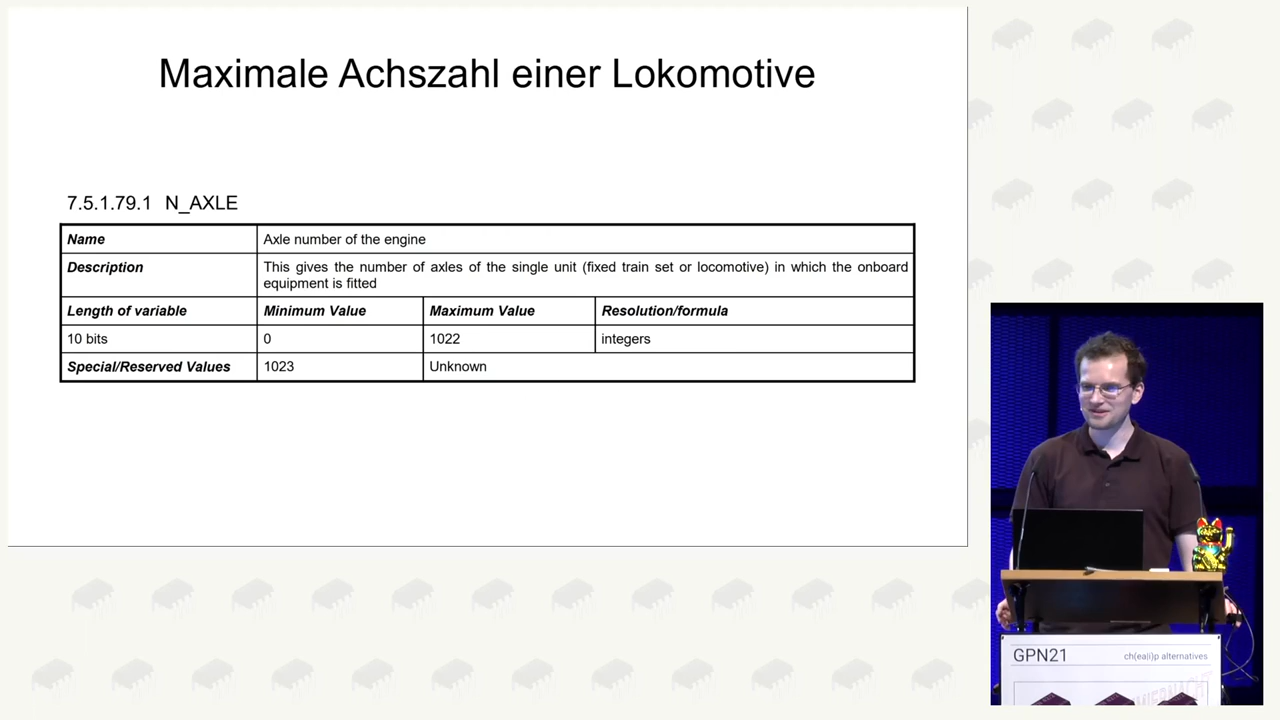 Maximale Achszahl einer Lokomotive
7.5.1.79.1 N_AXLE
Name Axle number of the engine
Description This gives the number of axles of the single unit (fixed train set or locomotive) in which the onboard
equipment is fitted
Length of variable Minimum Value Maximum Value Resolution/formula
10 bits 0 1022 integers
Special/Reserved Values 1023 Unknown
GPN21 ch(ea|i)p alternatives